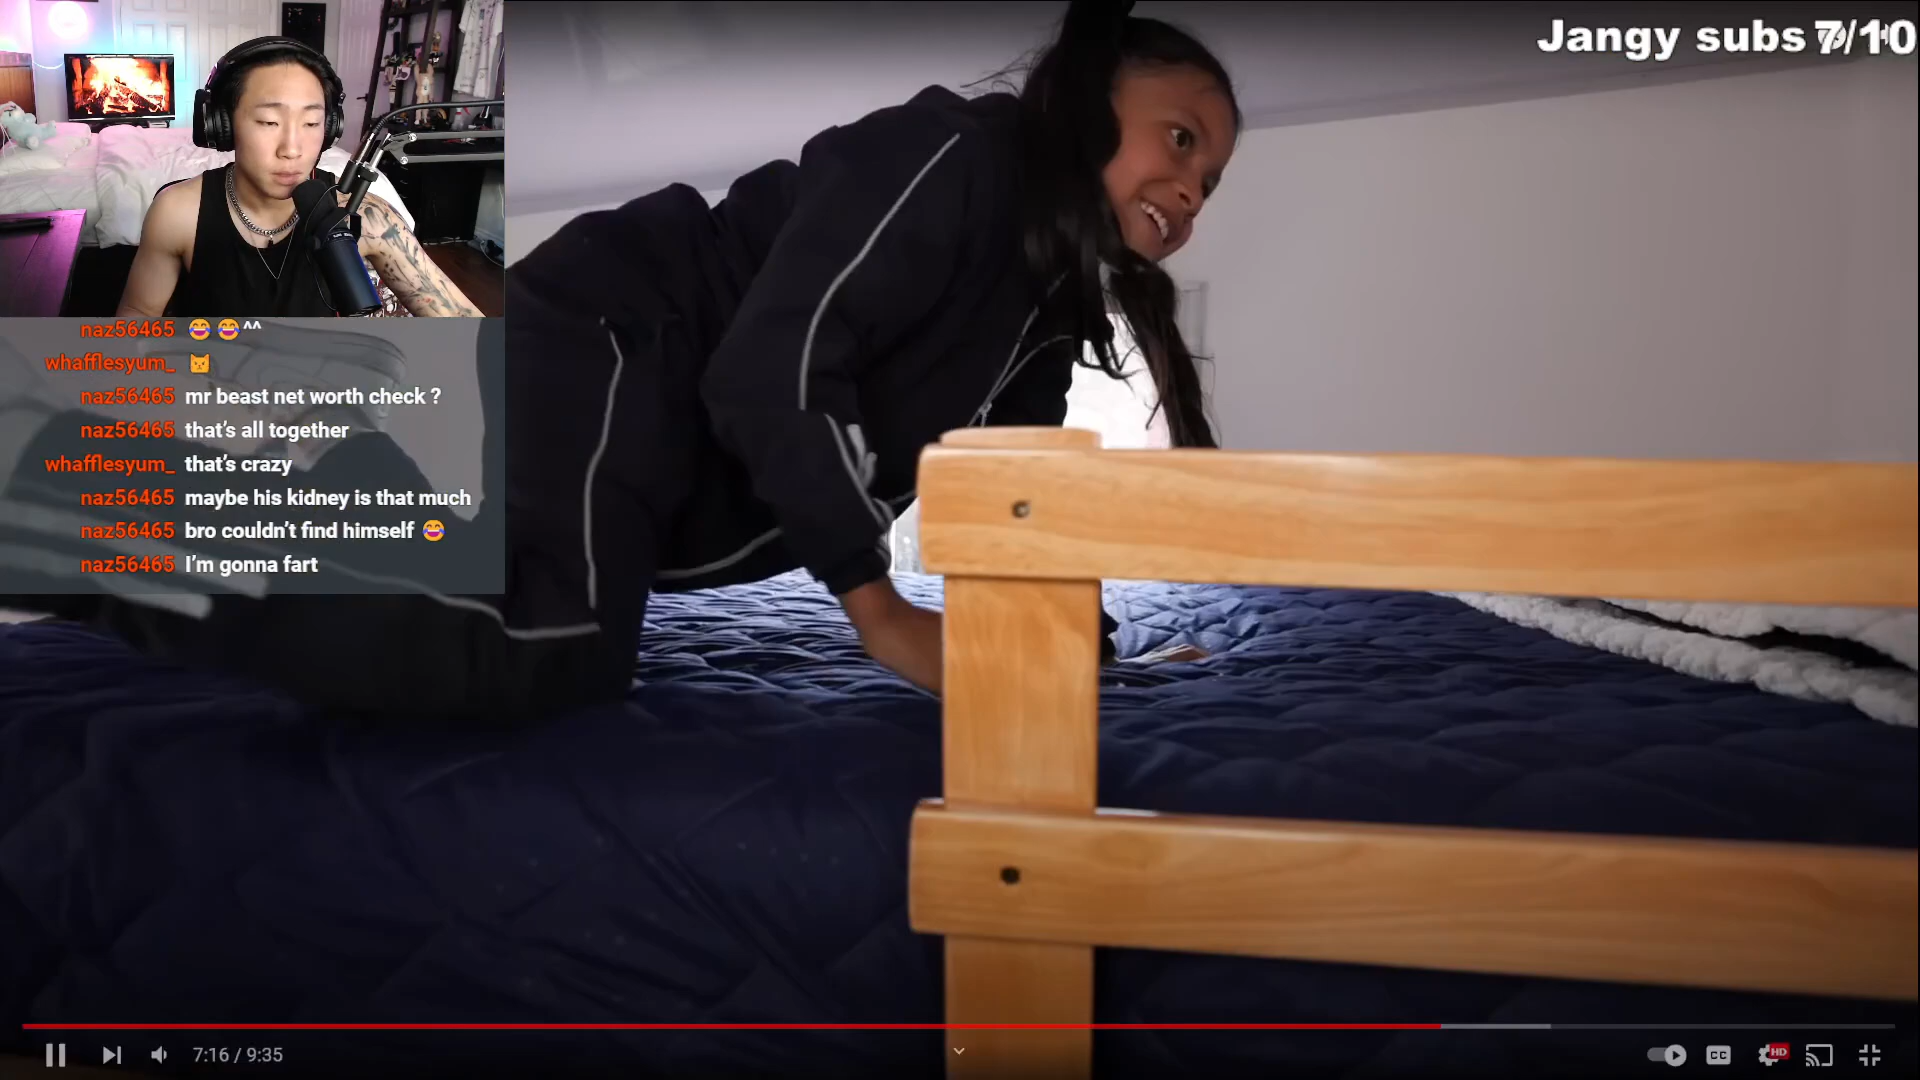 Jangy subs 7/10
naz56465 😂 😂 ^^
whafflesyum_ 😼
naz56465 mr beast net worth check ?
naz56465 that's all together
whafflesyum_ that's crazy
naz56465 maybe his kidney is that much
naz56465 bro couldn't find himself 😂
naz56465 I'm gonna fart
7:16 / 9:35
CC
HD